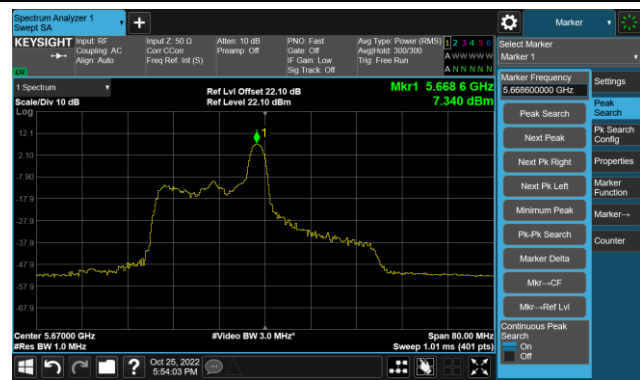 Spectrum Analyzer 1
Swept SA
+
Marker
KEYSIGHT
Input: RF
Coupling: AC
Align: Auto
Input Z: 50 Ω
Corr CCorr
Freq Ref: Int (S)
Atten: 10 dB
Preamp: Off
PNO: Fast
Gate: Off
IF Gain: Low
Sig Track: Off
Avg Type: Power (RMS)
Avg|Hold: 300/300
Trig: Free Run
1 2 3 4 5 6
A W W W W W
A N N N N N
LW
Select Marker
Marker 1
1 Spectrum
Scale/Div 10 dB
Log
Ref Lvl Offset 22.10 dB
Ref Level 22.10 dBm
Mkr1 5.668 6 GHz
7.340 dBm
1
12.1
2.10
-7.90
-17.9
-27.9
-37.9
-47.9
-57.9
-67.9
Center 5.67000 GHz
#Res BW 1.0 MHz
#Video BW 3.0 MHz*
Span 80.00 MHz
Sweep 1.01 ms (401 pts)
Marker Frequency
5.668600000 GHz
Peak Search
Next Peak
Next Pk Right
Next Pk Left
Minimum Peak
Pk-Pk Search
Marker Delta
Mkr→CF
Mkr→Ref Lvl
Continuous Peak
Search
On
Off
Settings
Peak
Search
Pk Search
Config
Properties
Marker
Function
Marker→
Counter
?
Oct 25, 2022
5:54:03 PM